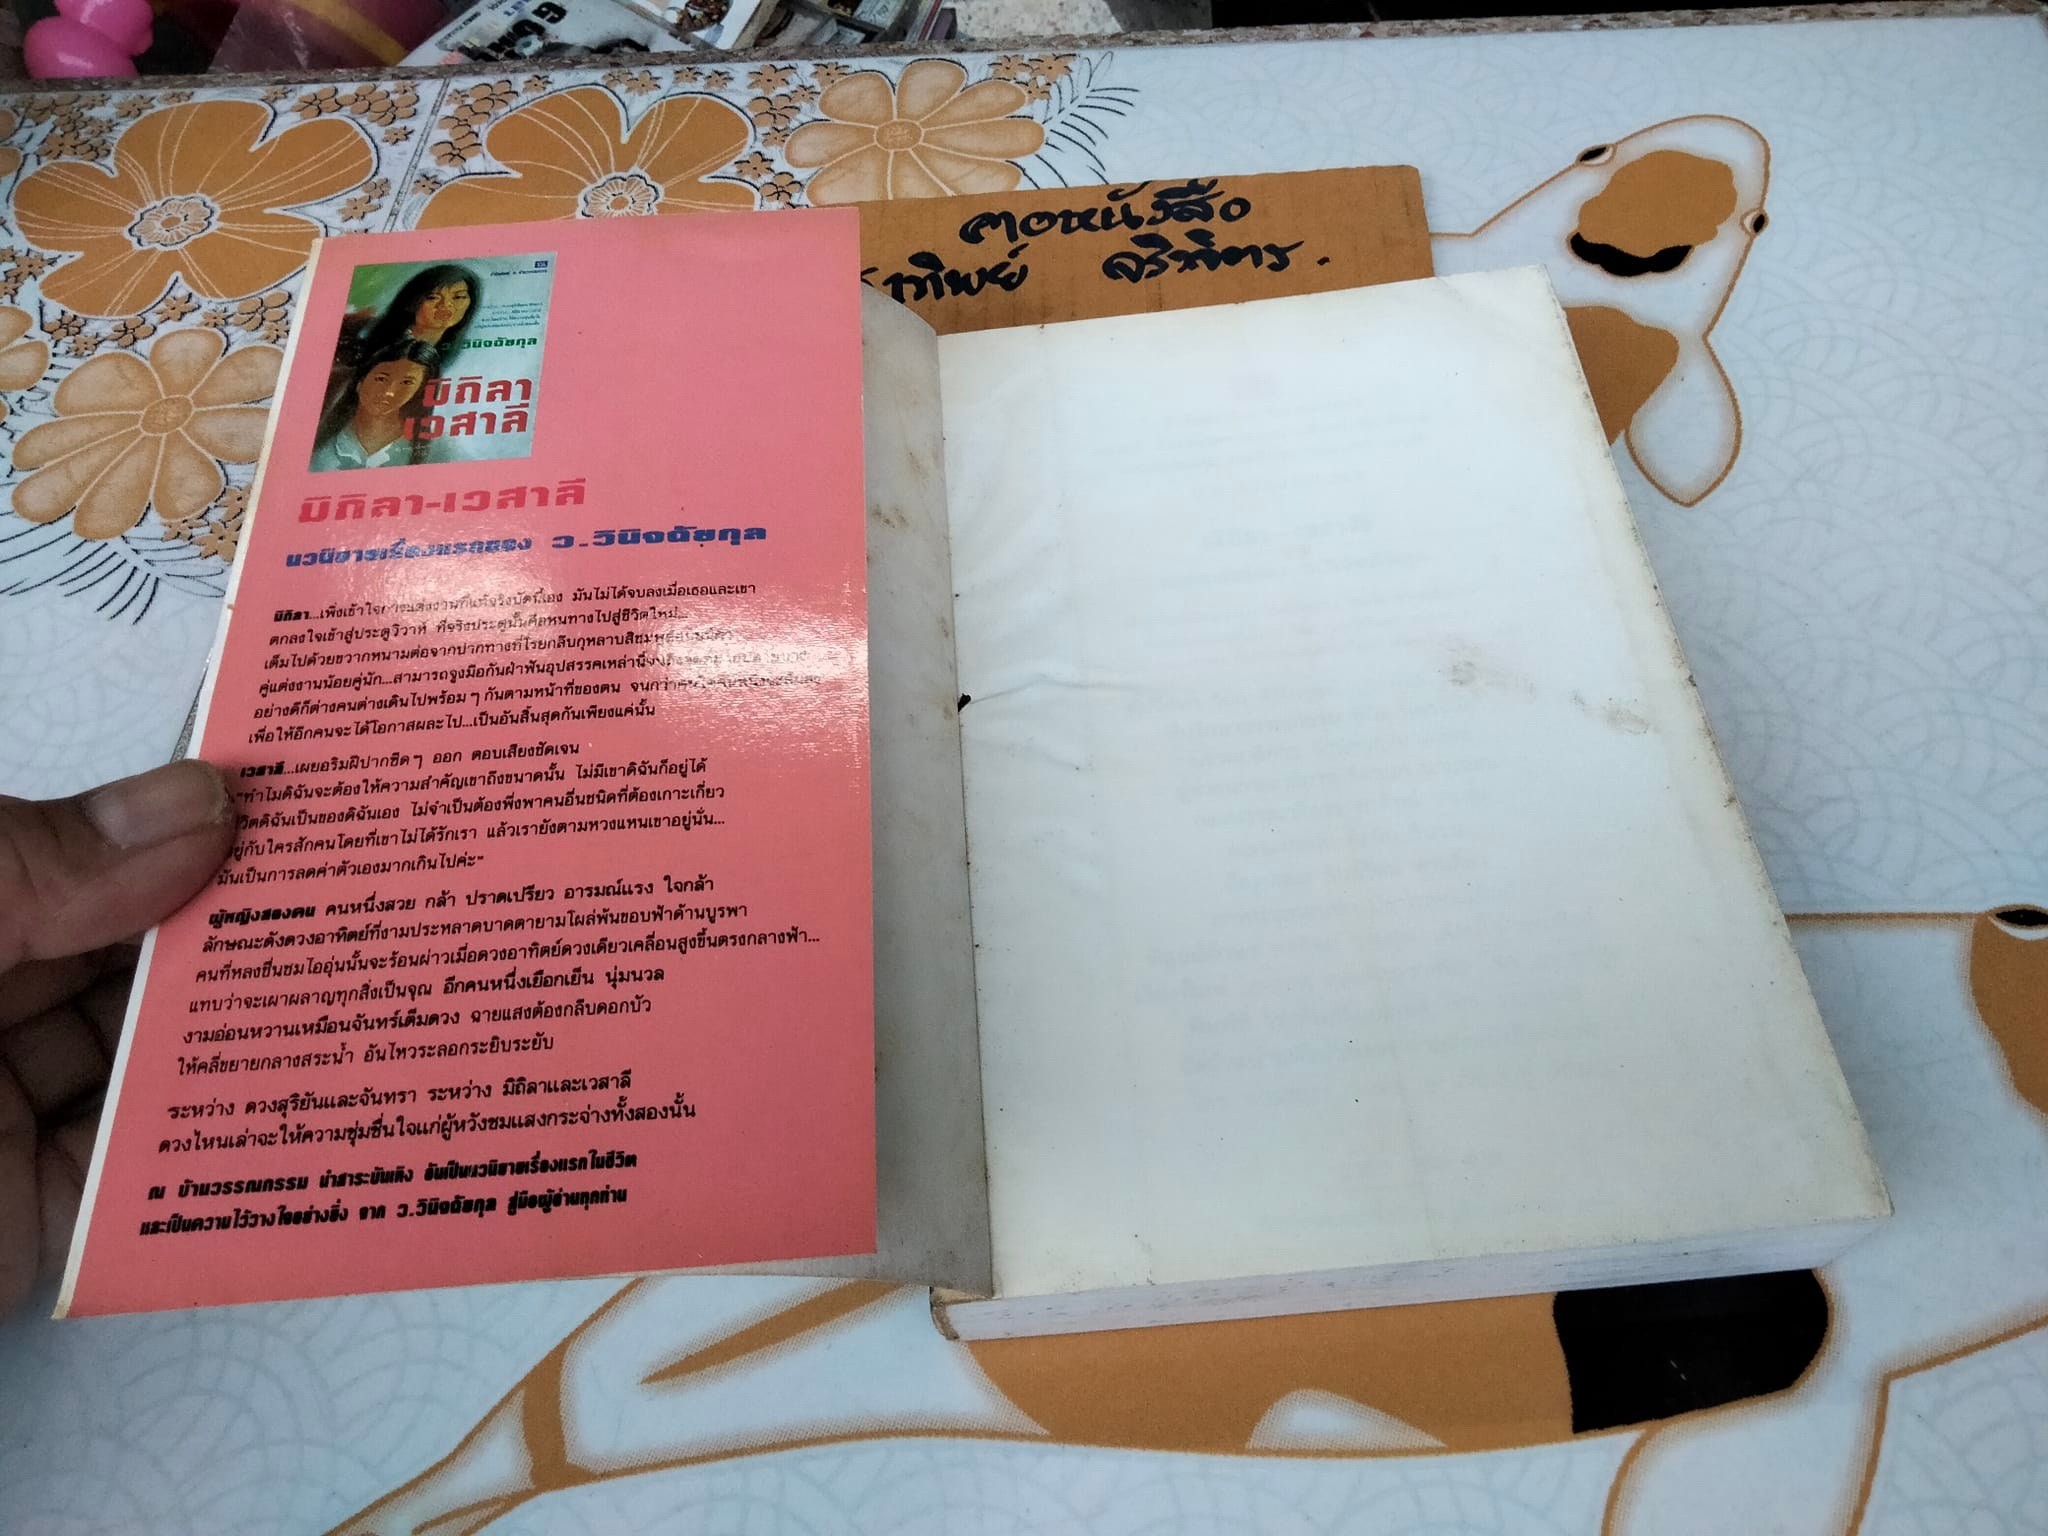 คอหนังสือ
ว.วินิจฉัยกุล
มิถิลา
เวสาลี
มิถิลา-เวสาลี
นวนิยายเรื่องแรกของ ว.วินิจฉัยกุล
มิถิลา...เพิ่งเข้าใจการแต่งงานที่แท้จริงบัดนี้เอง มันไม่ได้จบลงเมื่อเธอและเขา
ตกลงใจเข้าสู่ประตูวิวาห์ ที่จริงประตูนั้นคือหนทางไปสู่ชีวิตใหม่...
เต็มไปด้วยขวากหนามต่อจากปากทางที่โรยกลีบกุหลาบสีชมพู
คู่แต่งงานน้อยคู่นัก...สามารถจูงมือกันฝ่าฟันอุปสรรคเหล่านี้
อย่างดีก็ต่างคนต่างเดินไปพร้อมๆกันตามหน้าที่ของตน จนกว่า
เพื่อให้อีกคนจะได้โอกาสผละไป...เป็นอันสิ้นสุดกันเพียงแค่นั้น
เวสาลี...เผยอริมฝีปากซีดๆ ออก ตอบเสียงชัดเจน
"ทำไมดิฉันจะต้องให้ความสำคัญเขาถึงขนาดนั้น ไม่มีเขาดิฉันก็อยู่ได้
ชีวิตดิฉันเป็นของดิฉันเอง ไม่จำเป็นต้องพึ่งพาคนอื่นชนิดที่ต้องเกาะเกี่ยว
อยู่กับใครสักคนโดยที่เขาไม่ได้รักเรา แล้วเรายังตามหวงแหนเขาอยู่นั่น...
มันเป็นการลดค่าตัวเองมากเกินไปค่ะ"
ผู้หญิงสองคน คนหนึ่งสวย กล้า ปราดเปรียว อารมณ์แรง ใจกล้า
ลักษณะดังดวงอาทิตย์ที่งามประหลาดบาดตายามโผล่พ้นขอบฟ้าด้านบูรพา
คนที่หลงชื่นชมไออุ่นนั้นจะร้อนผ่าวเมื่อดวงอาทิตย์ดวงเดียวเคลื่อนสูงขึ้นตรงกลางฟ้า...
แทบว่าจะเผาผลาญทุกสิ่งเป็นจุณ อีกคนหนึ่งเยือกเย็น นุ่มนวล
งามอ่อนหวานเหมือนจันทร์เต็มดวง ฉายแสงต้องกลีบดอกบัว
ให้คลี่ขยายกลางสระน้ำ อันไหวระลอกระยิบระยับ
ระหว่าง ดวงสุริยันและจันทรา ระหว่าง มิถิลาและเวสาลี
ดวงไหนเล่าจะให้ความชุ่มชื่นใจแก่ผู้หวังชมแสงกระจ่างทั้งสองนั้น
ณ บ้านวรรณกรรม นำสาระบันเทิง อันเป็นนวนิยายเรื่องแรกในชีวิต
และเป็นความไว้วางใจอย่างยิ่ง จาก ว.วินิจฉัยกุล สู่มือผู้อ่านทุกท่าน